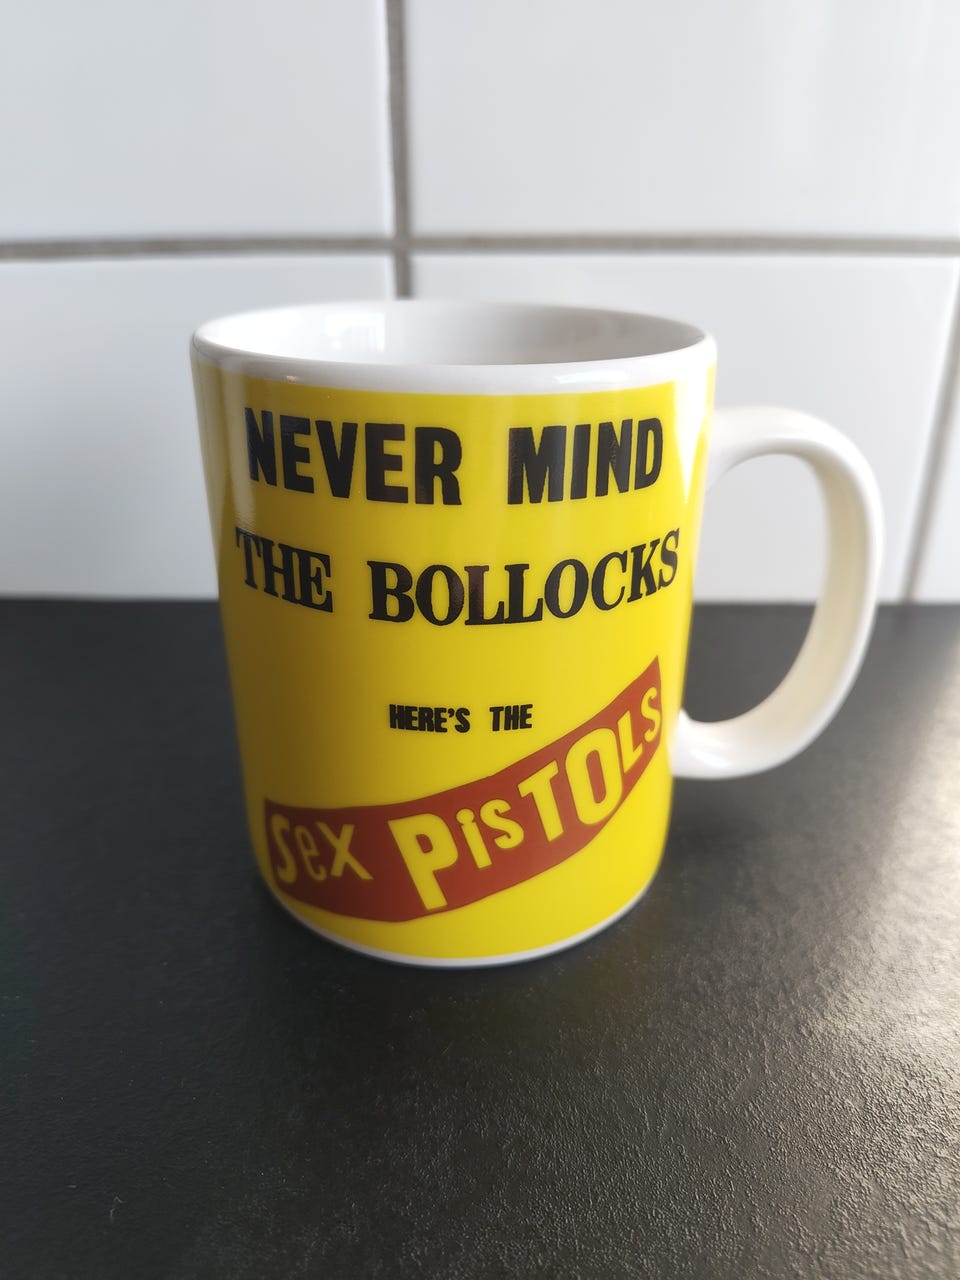 NEVER MIND
THE BOLLOCKS
HERE'S THE
SeX PisTOLS